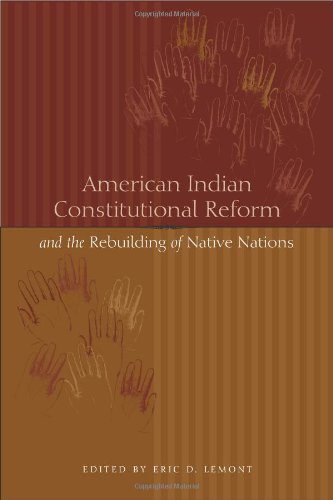 American Indian
Constitutional Reform
and the Rebuilding of Native Nations
EDITED BY ERIC D. LEMONT